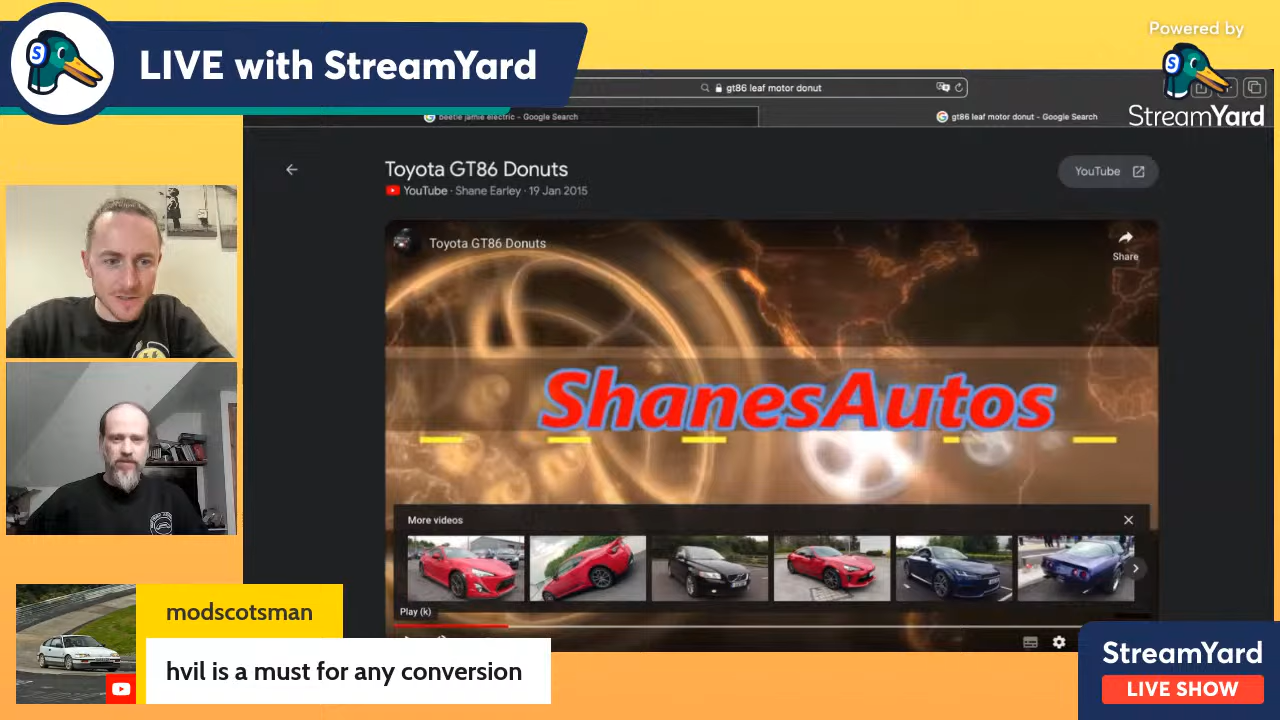 S
LIVE with StreamYard
Powered by
S
StreamYard
gt86 leaf motor donut
beetle jamie electric - Google Search
gt86 leaf motor donut - Google Search
Toyota GT86 Donuts
YouTube · Shane Earley · 19 Jan 2015
YouTube
Toyota GT86 Donuts
Share
ShanesAutos
More videos
Play (k)
modscotsman
hvil is a must for any conversion
StreamYard
LIVE SHOW